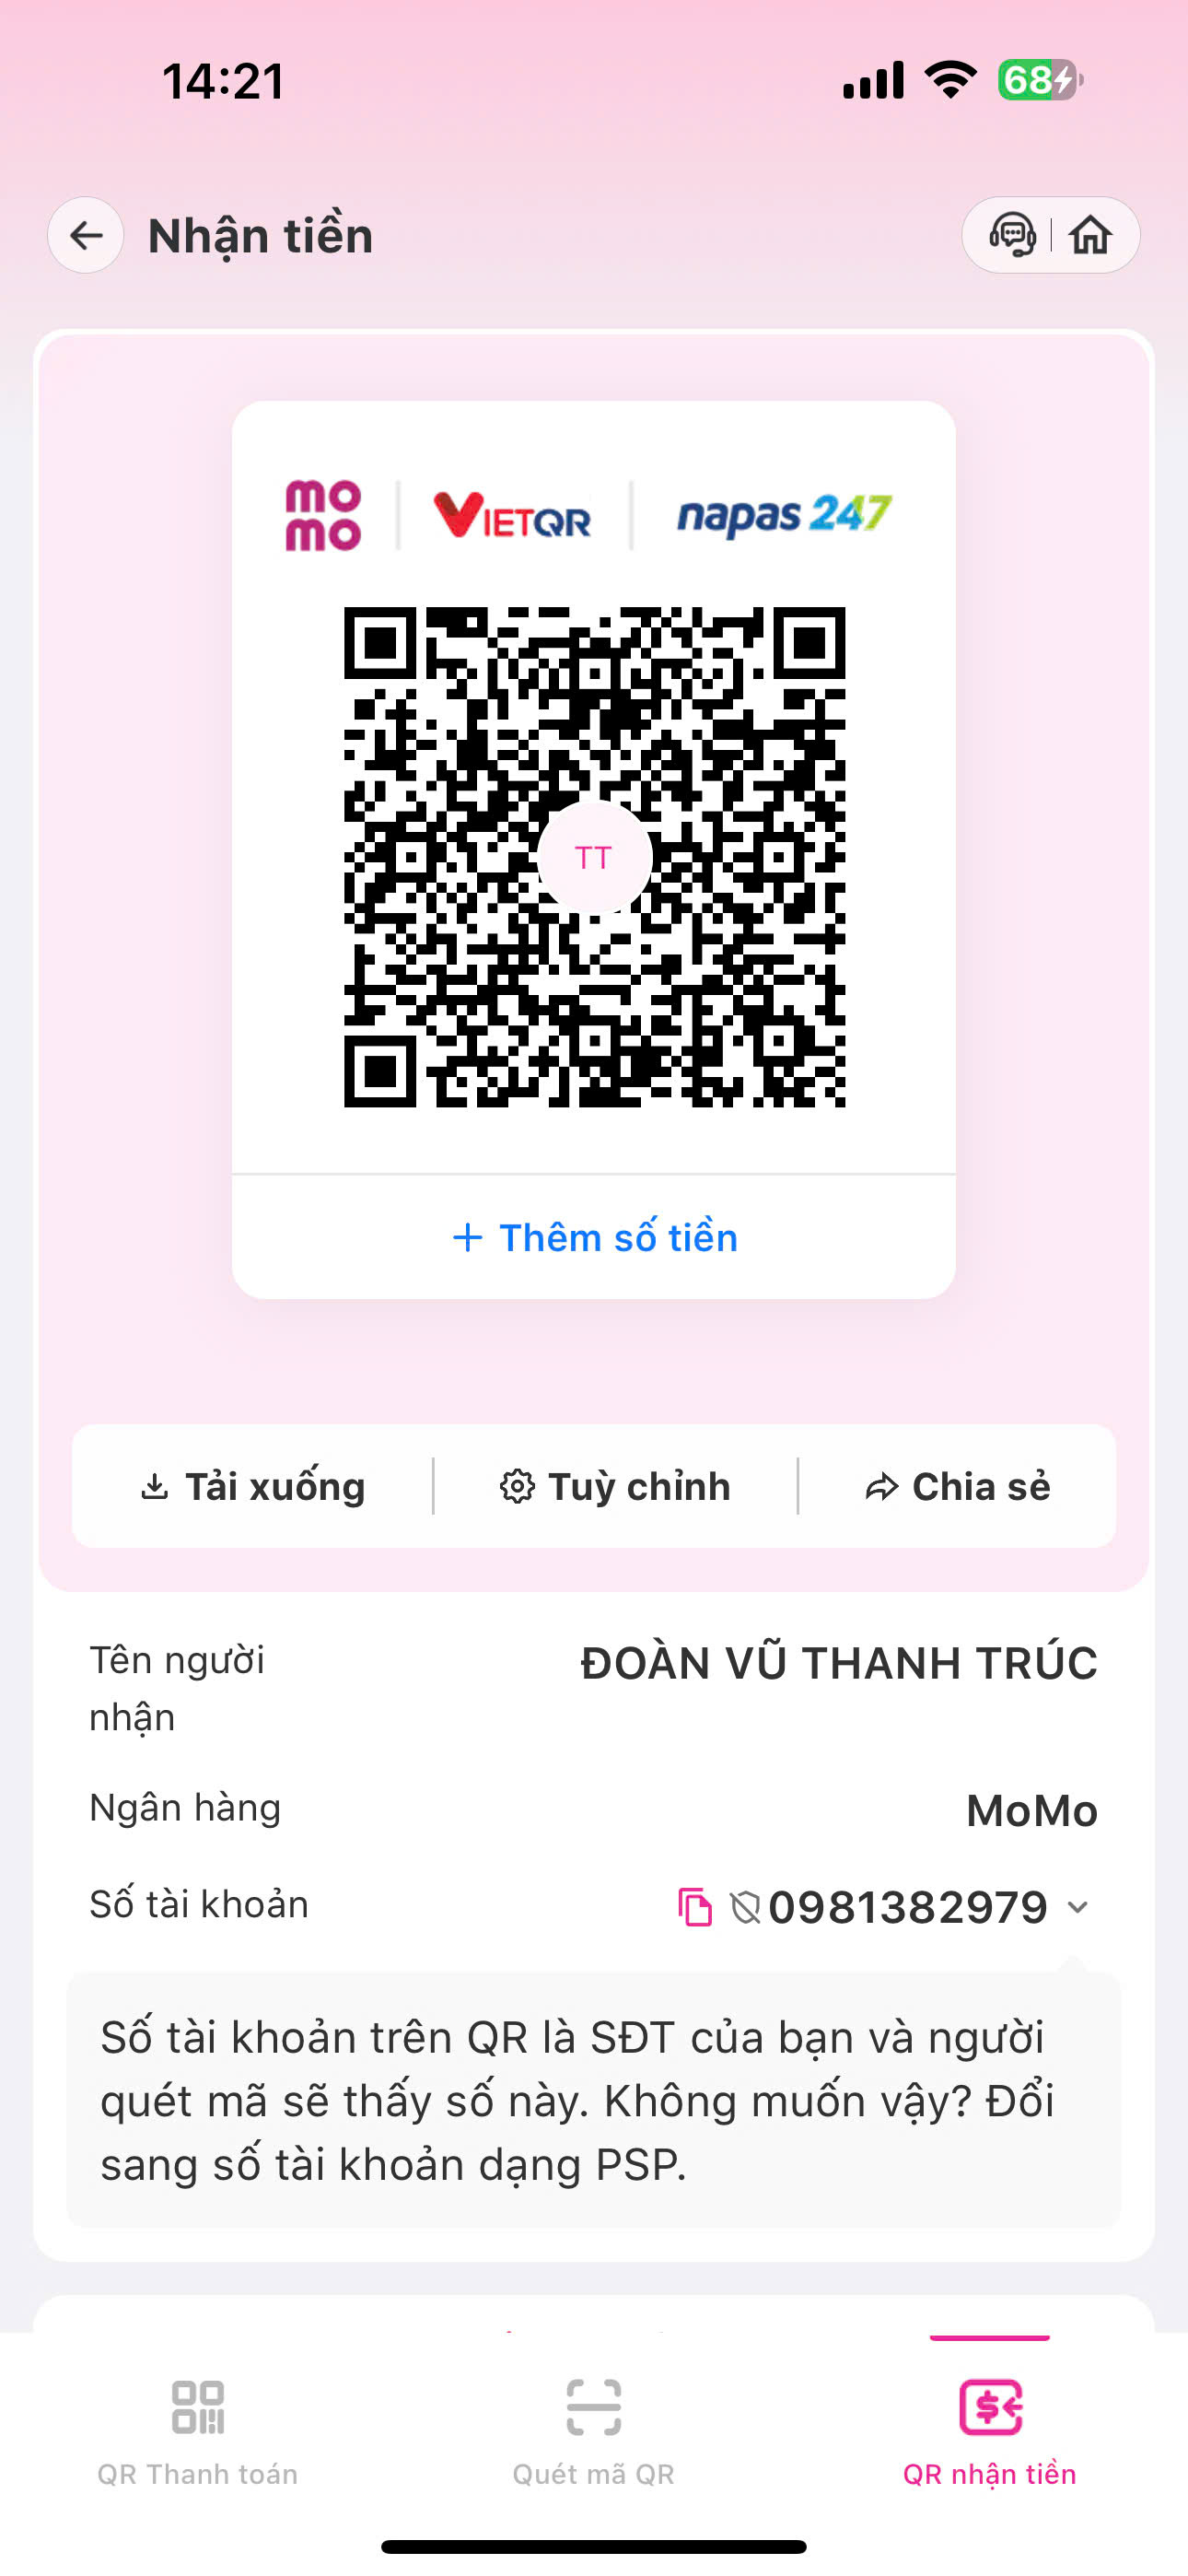 14:21
68
Nhận tiền
mo
mo
VIETQR
napas 247
TT
+ Thêm số tiền
Tải xuống
Tuỳ chỉnh
Chia sẻ
Tên người
nhận
ĐOÀN VŨ THANH TRÚC
Ngân hàng
MoMo
Số tài khoản
0981382979
Số tài khoản trên QR là SĐT của bạn và người
quét mã sẽ thấy số này. Không muốn vậy? Đổi
sang số tài khoản dạng PSP.
QR Thanh toán
Quét mã QR
QR nhận tiền